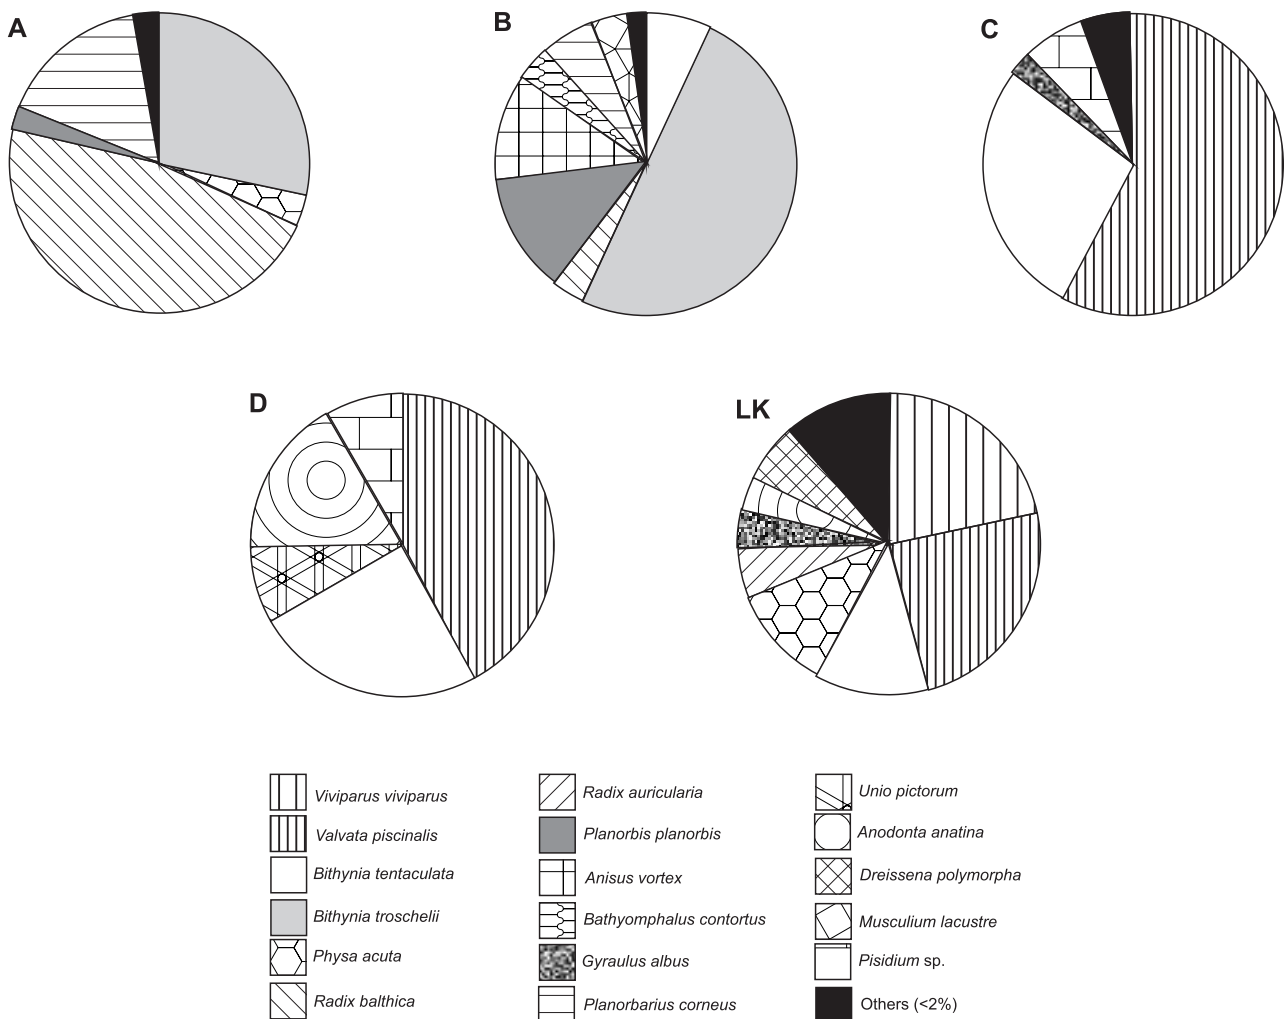 A
B
C
D
LK
Viviparus viviparus
Valvata piscinalis
Bithynia tentaculata
Bithynia troschelii
Physa acuta
Radix balthica
Radix auricularia
Planorbis planorbis
Anisus vortex
Bathyomphalus contortus
Gyraulus albus
Planorbarius corneus
Unio pictorum
Anodonta anatina
Dreissena polymorpha
Musculium lacustre
Pisidium sp.
Others (<2%)